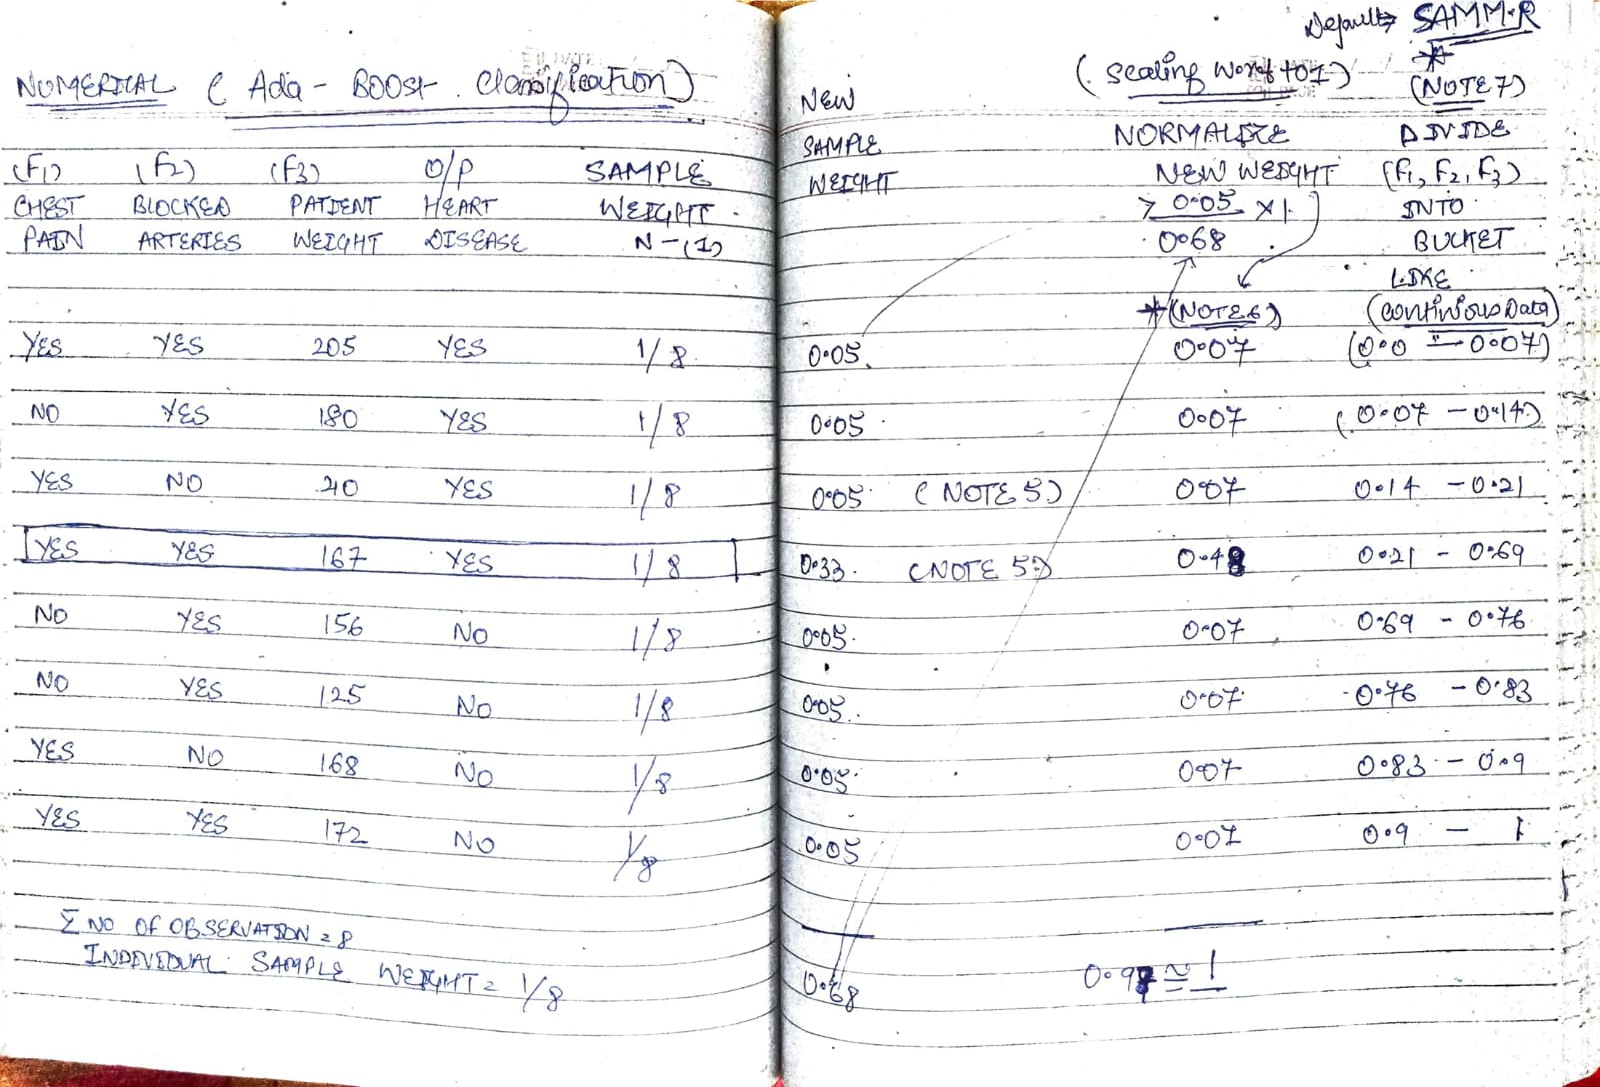 NUMERICAL ( Ada - BOOST . Classification )
(F1) (F2) (F3) O/P SAMPLE
CHEST BLOCKED PATIENT HEART WEIGHT
PAIN ARTERIES WEIGHT DISEASE N-(1)
YES YES 205 YES 1/8
NO YES 180 YES 1/8
YES NO 210 YES 1/8
YES YES 167 YES 1/8
NO YES 156 NO 1/8
NO YES 125 NO 1/8
YES NO 168 NO 1/8
YES YES 172 NO 1/8
Σ NO OF OBSERVATION = 8
INDIVIDUAL SAMPLE WEIGHT = 1/8
Default → SAMM.R
( Scaling w.r.t to 1 ) *
NEW (NOTE 7)
SAMPLE NORMALIZE DIVIDE
WEIGHT NEW WEIGHT (F1, F2, F3)
→ 0.05 × 1 INTO
0.68 BUCKET
LIKE
*(NOTE 6) (continious Data)
0.05 0.07 (0.0 - 0.07)
0.05 0.07 (0.07 - 0.14)
0.05 (NOTE 5) 0.07 0.14 - 0.21
0.33 (NOTE 5) 0.48 0.21 - 0.69
0.05 0.07 0.69 - 0.76
0.05 0.07 0.76 - 0.83
0.05 0.07 0.83 - 0.9
0.05 0.07 0.9 - 1
0.68 0.97 ≃ 1